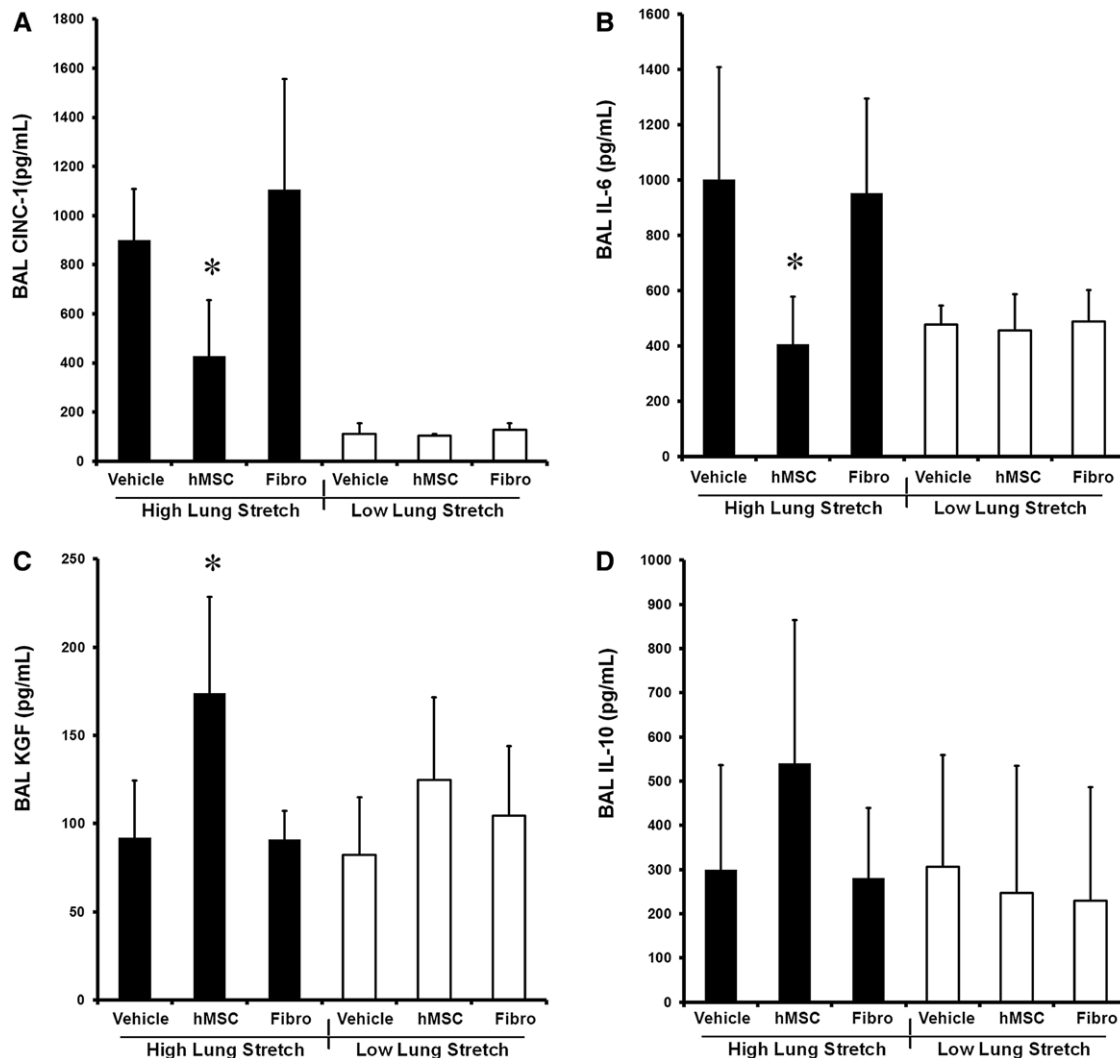 A
BAL CINC-1(pg/mL)
1800
1600
1400
1200
1000
800
600
400
200
0
*
Vehicle hMSC Fibro Vehicle hMSC Fibro
High Lung Stretch Low Lung Stretch
B
BAL IL-6 (pg/mL)
1600
1400
1200
1000
800
600
400
200
0
*
Vehicle hMSC Fibro Vehicle hMSC Fibro
High Lung Stretch Low Lung Stretch
C
BAL KGF (pg/mL)
250
200
150
100
50
0
*
Vehicle hMSC Fibro Vehicle hMSC Fibro
High Lung Stretch Low Lung Stretch
D
BAL IL-10 (pg/mL)
1000
900
800
700
600
500
400
300
200
100
0
Vehicle hMSC Fibro Vehicle hMSC Fibro
High Lung Stretch Low Lung Stretch